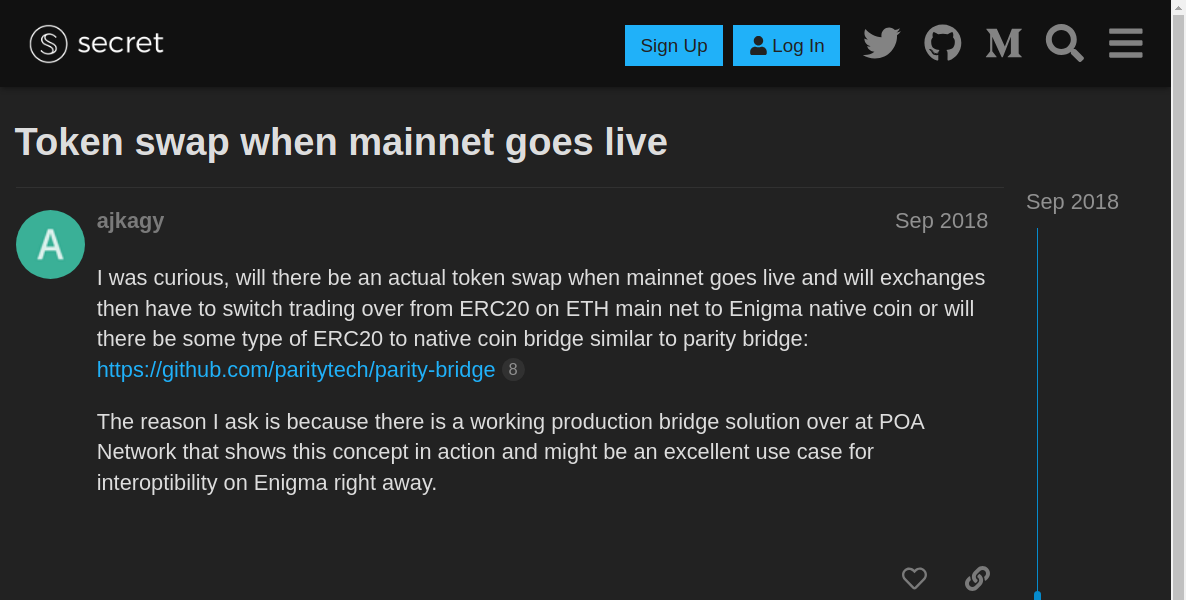 secret
Sign Up
Log In
Token swap when mainnet goes live
Sep 2018
A
ajkagy
Sep 2018
I was curious, will there be an actual token swap when mainnet goes live and will exchanges
then have to switch trading over from ERC20 on ETH main net to Enigma native coin or will
there be some type of ERC20 to native coin bridge similar to parity bridge:
https://github.com/paritytech/parity-bridge 8
The reason I ask is because there is a working production bridge solution over at POA
Network that shows this concept in action and might be an excellent use case for
interoptibility on Enigma right away.